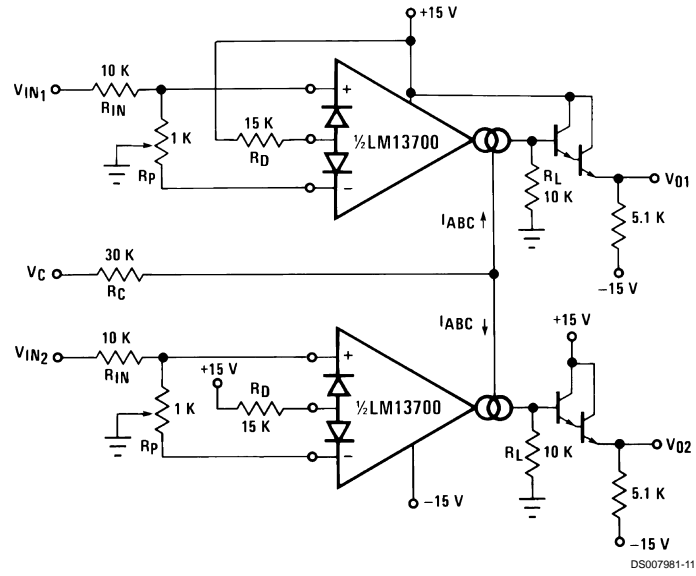 +15 V
10 K
VIN1
RIN
+
15 K
1 K
½LM13700
RD
RP
−
RL
10 K
VO1
5.1 K
IABC
−15 V
30 K
VC
RC
IABC
+15 V
10 K
VIN2
RIN
+
+15 V
RD
1 K
½LM13700
15 K
RP
−
RL
10 K
VO2
5.1 K
−15 V
−15 V
DS007981-11